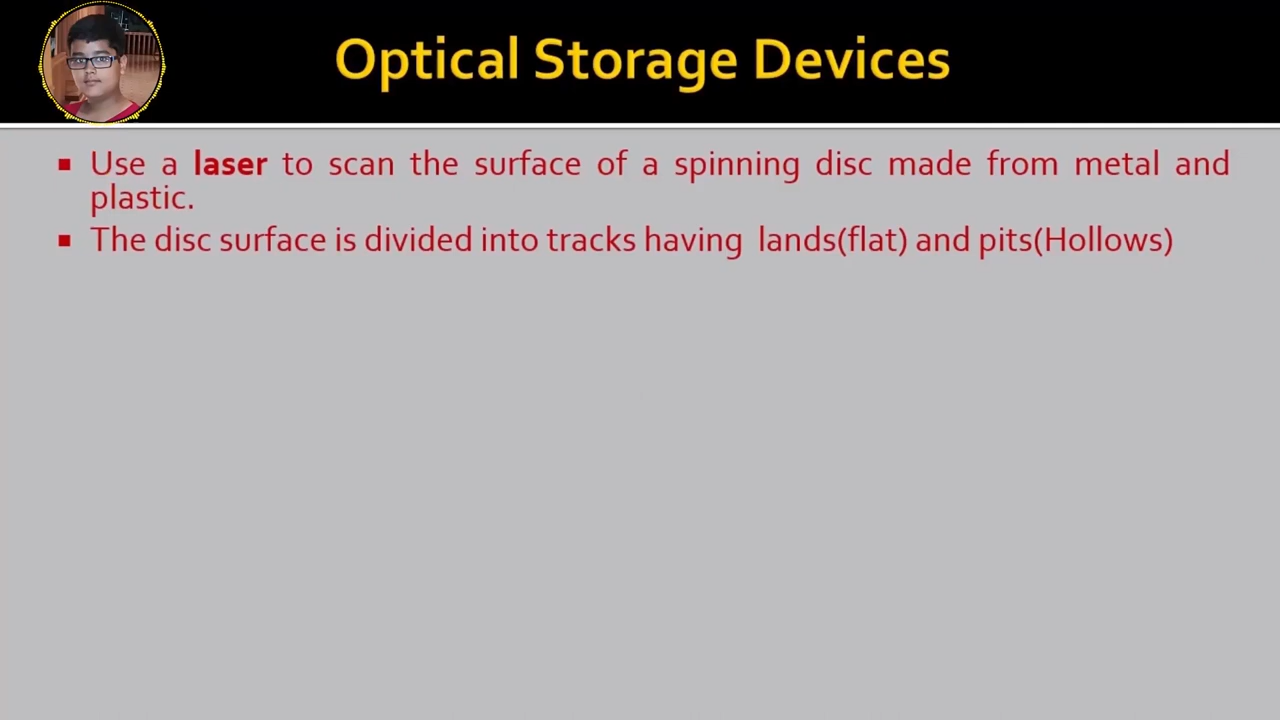 Optical Storage Devices
▪ Use a laser to scan the surface of a spinning disc made from metal and
plastic.
▪ The disc surface is divided into tracks having lands(flat) and pits(Hollows)